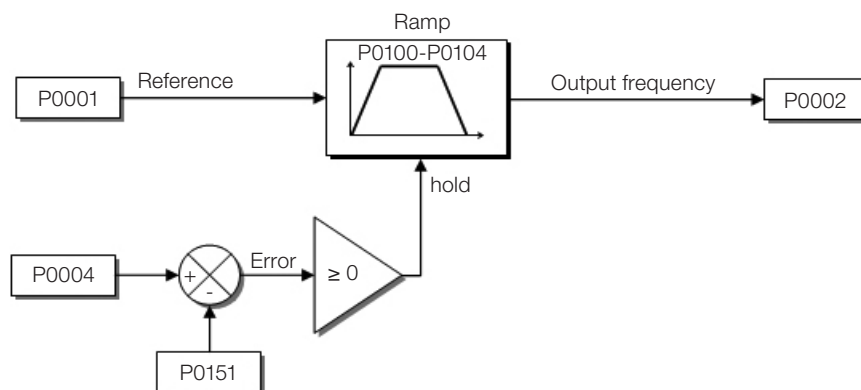 Ramp
P0100-P0104
P0001
Reference
Output frequency
P0002
hold
P0004
+
-
Error
≥ 0
P0151